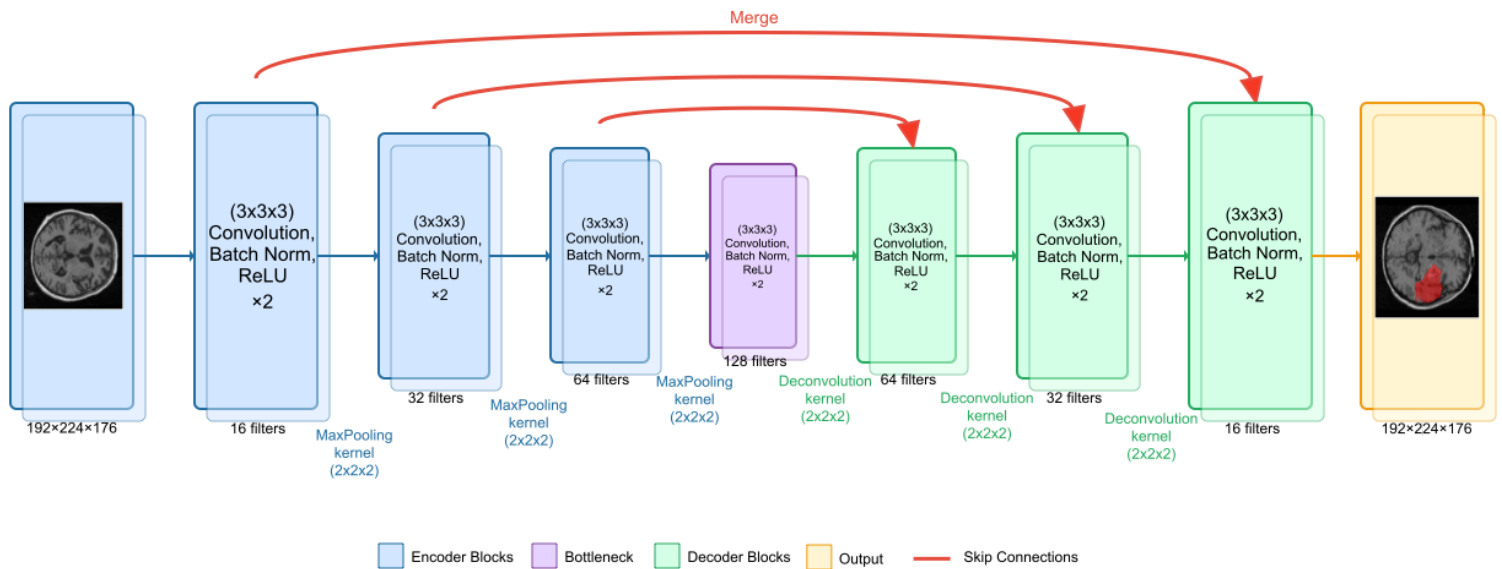 Merge
(3x3x3)
Convolution,
Batch Norm,
ReLU
×2
(3x3x3)
Convolution,
Batch Norm,
ReLU
×2
(3x3x3)
Convolution,
Batch Norm,
ReLU
×2
(3x3x3)
Convolution,
Batch Norm,
ReLU
×2
(3x3x3)
Convolution,
Batch Norm,
ReLU
×2
(3x3x3)
Convolution,
Batch Norm,
ReLU
×2
(3x3x3)
Convolution,
Batch Norm,
ReLU
×2
192×224×176
16 filters
MaxPooling
kernel
(2x2x2)
32 filters
MaxPooling
kernel
(2x2x2)
64 filters
MaxPooling
kernel
(2x2x2)
128 filters
Deconvolution
kernel
(2x2x2)
64 filters
Deconvolution
kernel
(2x2x2)
32 filters
Deconvolution
kernel
(2x2x2)
16 filters
192×224×176
Encoder Blocks
Bottleneck
Decoder Blocks
Output
Skip Connections